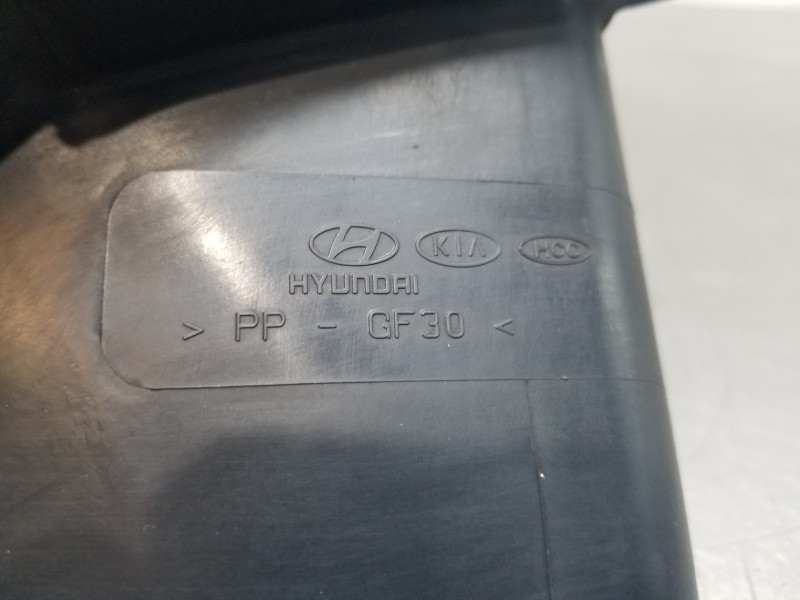 KIA HCC
HYUNDAI
> PP - GF30 <